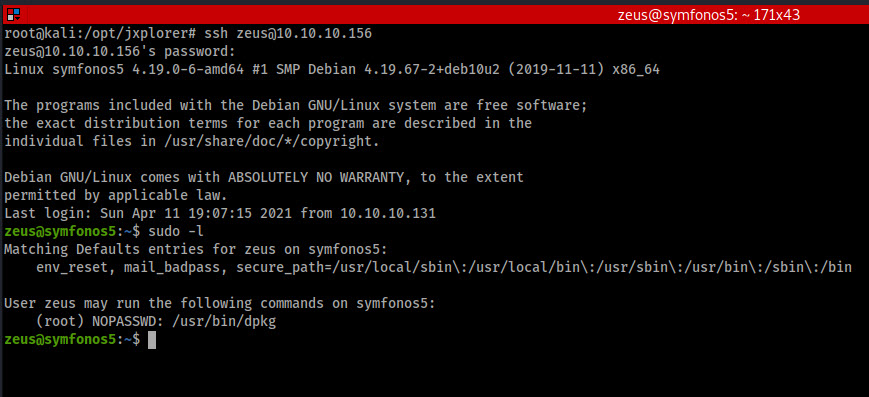 zeus@symfonos5: ~ 171x43
root@kali:/opt/jxplorer# ssh zeus@10.10.10.156
zeus@10.10.10.156's password:
Linux symfonos5 4.19.0-6-amd64 #1 SMP Debian 4.19.67-2+deb10u2 (2019-11-11) x86_64

The programs included with the Debian GNU/Linux system are free software;
the exact distribution terms for each program are described in the
individual files in /usr/share/doc/*/copyright.

Debian GNU/Linux comes with ABSOLUTELY NO WARRANTY, to the extent
permitted by applicable law.
Last login: Sun Apr 11 19:07:15 2021 from 10.10.10.131
zeus@symfonos5:~$ sudo -l
Matching Defaults entries for zeus on symfonos5:
    env_reset, mail_badpass, secure_path=/usr/local/sbin\:/usr/local/bin\:/usr/sbin\:/usr/bin\:/sbin\:/bin

User zeus may run the following commands on symfonos5:
    (root) NOPASSWD: /usr/bin/dpkg
zeus@symfonos5:~$